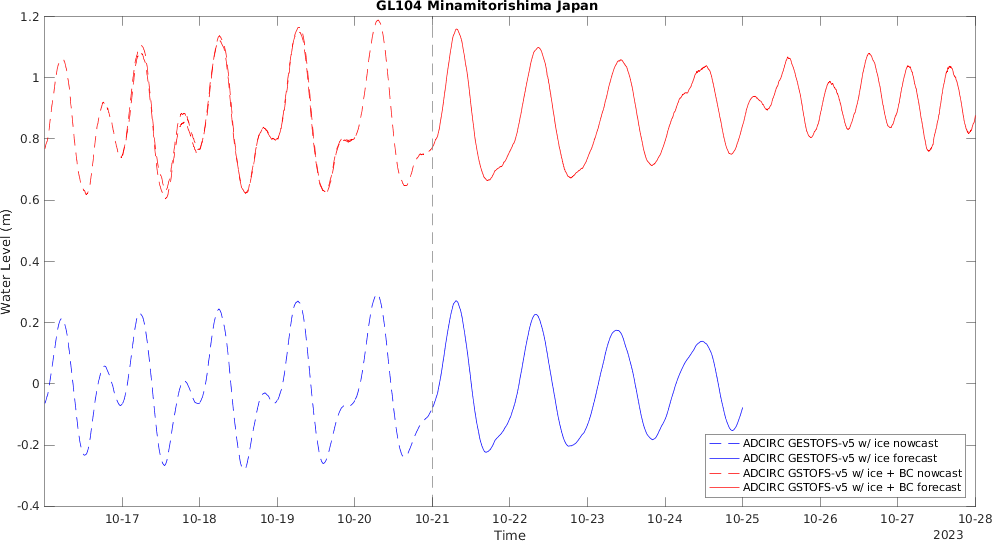 GL104 Minamitorishima Japan
Water Level (m)
1.2
1
0.8
0.6
0.4
0.2
0
-0.2
-0.4
ADCIRC GESTOFS-v5 w/ ice nowcast
ADCIRC GESTOFS-v5 w/ ice forecast
ADCIRC GSTOFS-v5 w/ ice + BC nowcast
ADCIRC GSTOFS-v5 w/ ice + BC forecast
10-17 10-18 10-19 10-20 10-21 10-22 10-23 10-24 10-25 10-26 10-27 10-28
Time
2023